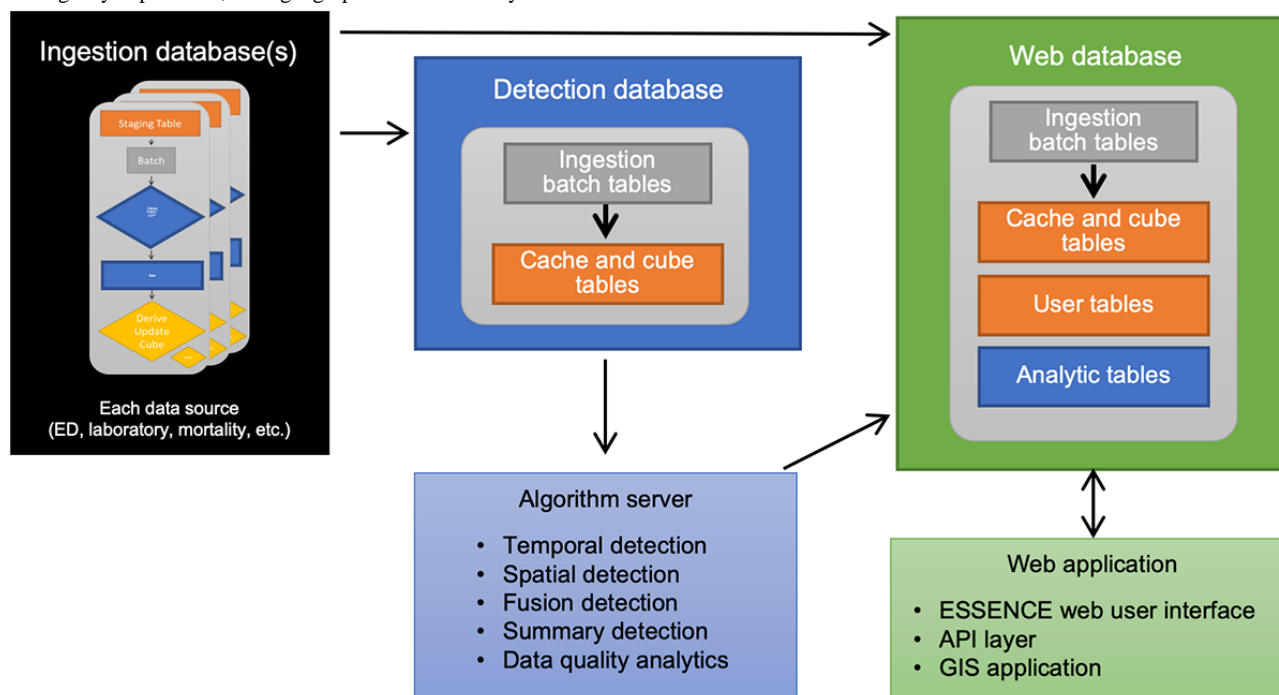 Ingestion database(s)
Staging Table
Batch
Derive
Update
Cube
Each data source
(ED, laboratory, mortality, etc.)
Detection database
Ingestion
batch tables
Cache and cube
tables
Algorithm server
• Temporal detection
• Spatial detection
• Fusion detection
• Summary detection
• Data quality analytics
Web database
Ingestion
batch tables
Cache and cube
tables
User tables
Analytic tables
Web application
• ESSENCE web user interface
• API layer
• GIS application